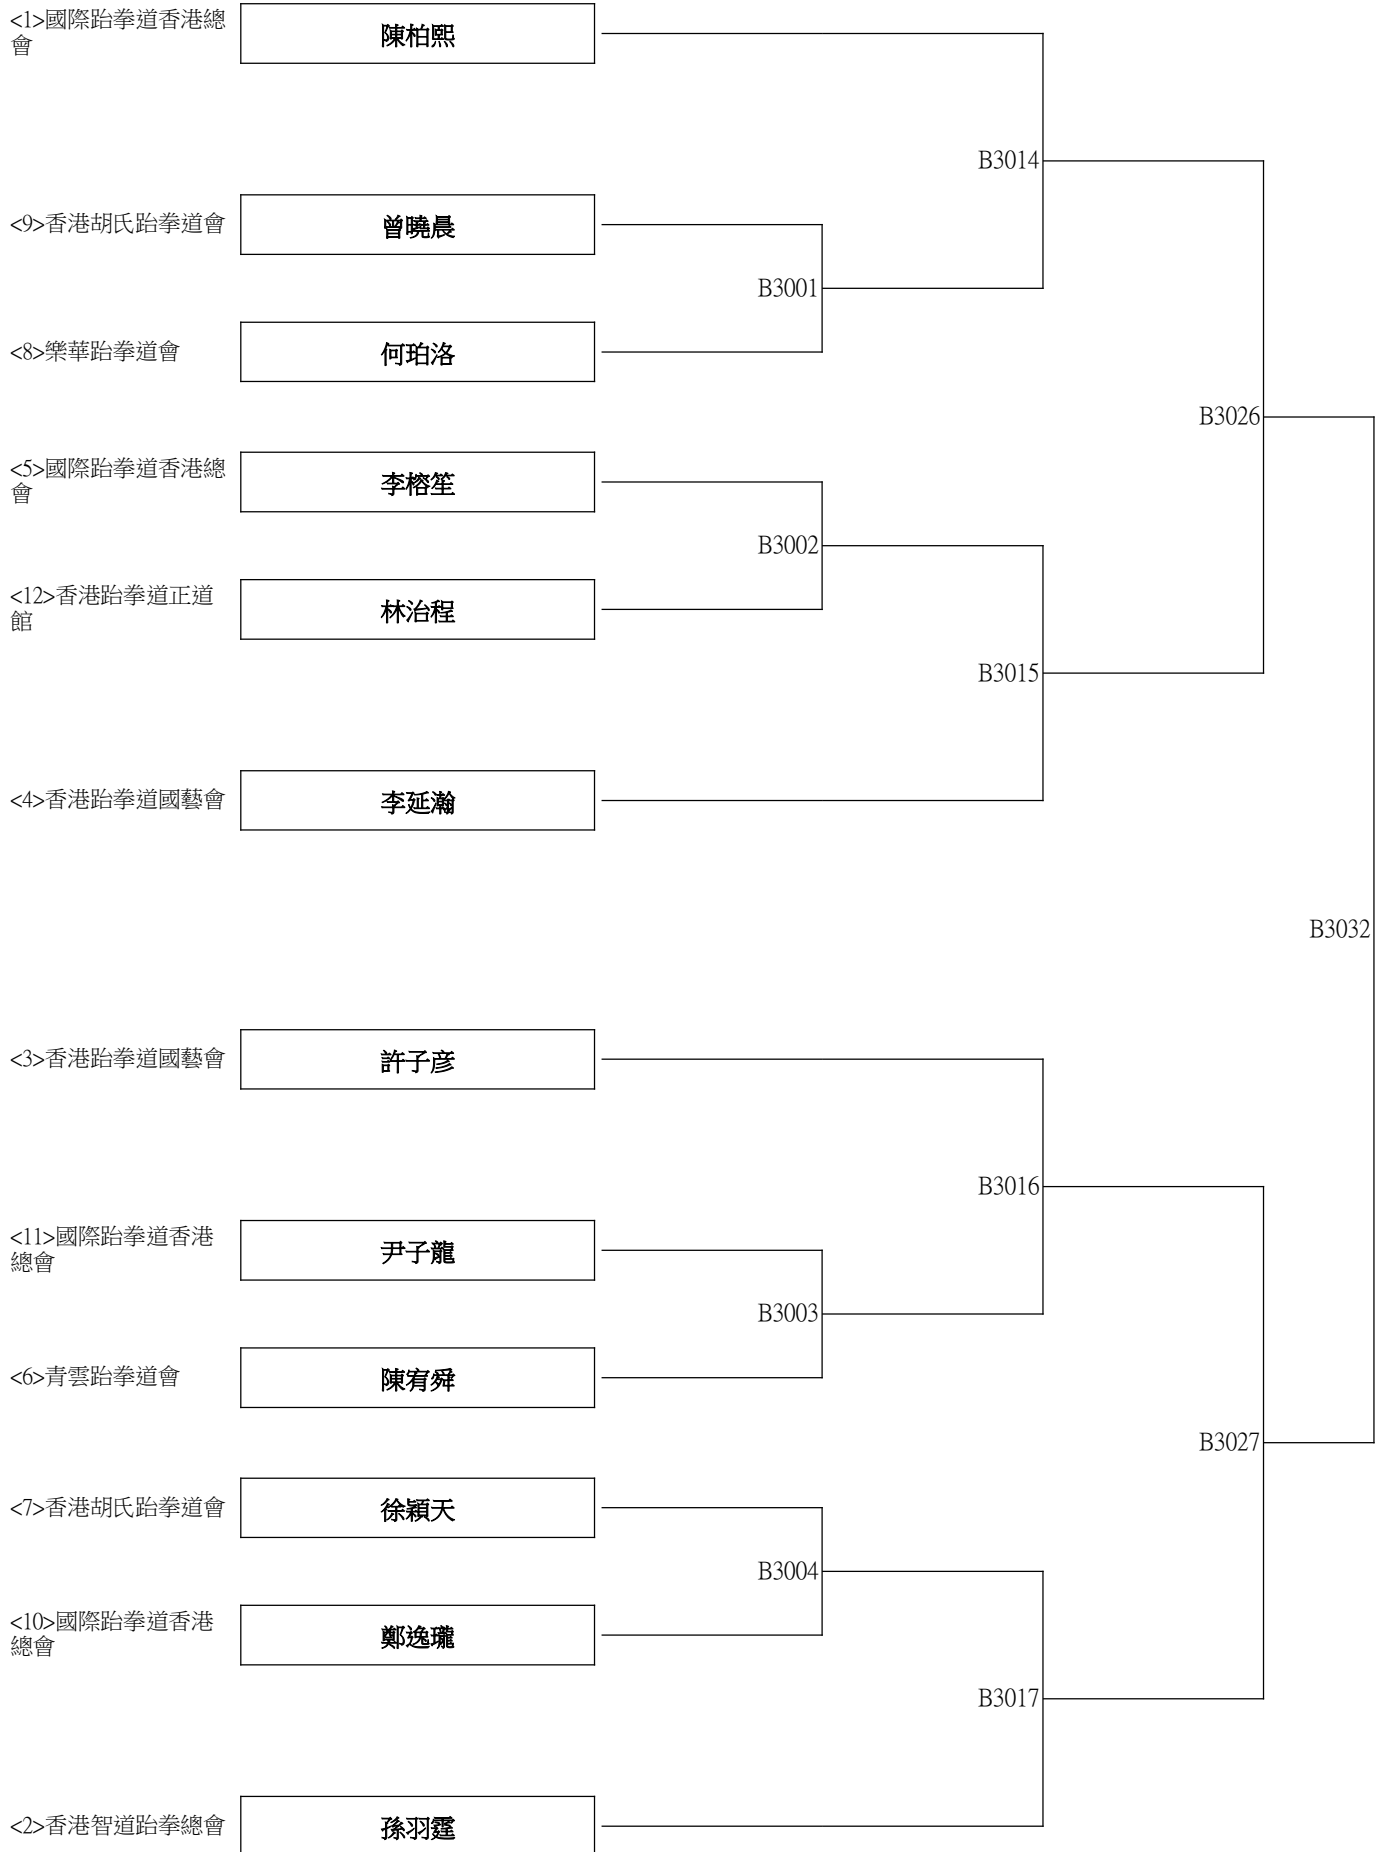 <1>國際跆拳道香港總
會
陳柏熙
B3014
<9>香港胡氏跆拳道會
曾曉晨
B3001
<8>樂華跆拳道會
何珀洛
B3026
<5>國際跆拳道香港總
會
李榕笙
B3002
<12>香港跆拳道正道
館
林治程
B3015
<4>香港跆拳道國藝會
李延瀚
B3032
<3>香港跆拳道國藝會
許子彦
B3016
<11>國際跆拳道香港
總會
尹子龍
B3003
<6>青雲跆拳道會
陳宥舜
B3027
<7>香港胡氏跆拳道會
徐穎天
B3004
<10>國際跆拳道香港
總會
鄭逸瓏
B3017
<2>香港智道跆拳總會
孫羽霆